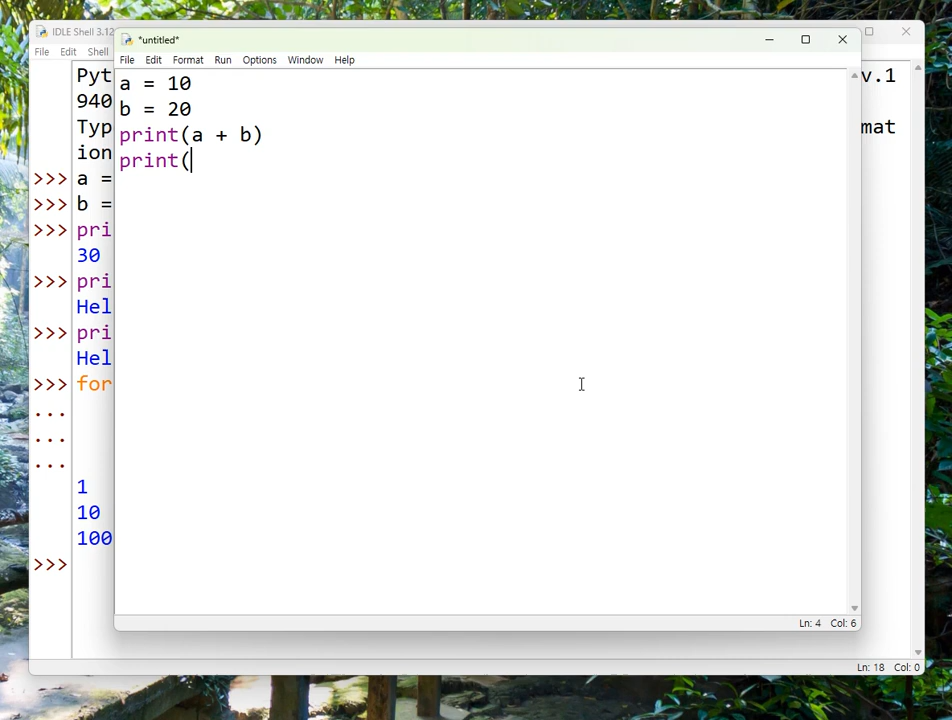 IDLE Shell 3.12
File Edit Shell
*untitled*
File Edit Format Run Options Window Help
a = 10
b = 20
print(a + b)
print(
Ln: 4 Col: 6
Pyt
v.1
940
Typ
mat
ion
>>> a =
>>> b =
>>> pri
30
>>> pri
Hel
>>> pri
Hel
>>> for
...
...
...
1
10
100
>>>
Ln: 18 Col: 0